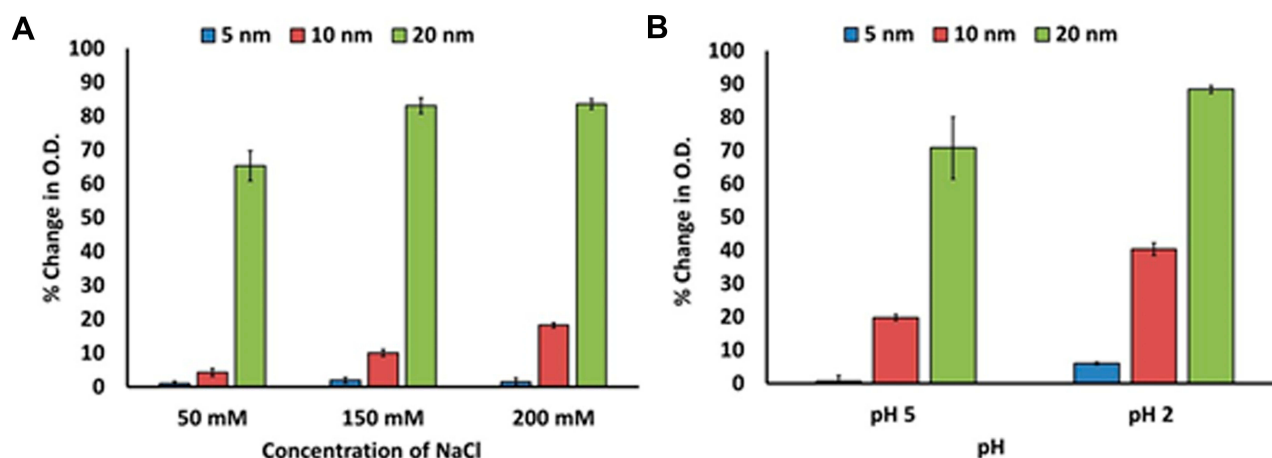 A
5 nm 10 nm 20 nm
% Change in O.D.
100
90
80
70
60
50
40
30
20
10
0
50 mM 150 mM 200 mM
Concentration of NaCl
B
5 nm 10 nm 20 nm
% Change in O.D.
100
90
80
70
60
50
40
30
20
10
0
pH 5 pH 2
pH